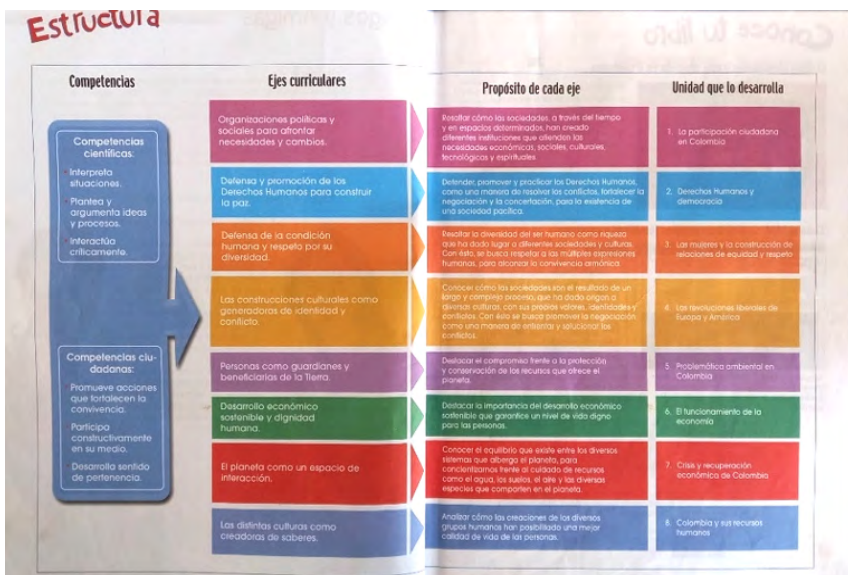 Estructura
Conoce tu libro
Competencias
Ejes curriculares
Propósito de cada eje
Unidad que lo desarrolla
Competencias
científicas:
• Interpreta
situaciones.
• Plantea y
argumenta ideas
y procesos.
• Interactúa
críticamente.
Competencias ciu-
dadanas:
• Promueve acciones
que fortalecen la
convivencia.
Participa
constructivamente
en su medio.
• Desarrolla sentido
de pertenencia.
Organizaciones políticas y
sociales para afrontar
necesidades y cambios.
Resaltar cómo las sociedades, a través del tiempo
y en espacios determinados, han creado
diferentes instituciones que atienden las
necesidades económicas, sociales, culturales,
tecnológicas y espirituales
1. La participación ciudadana
en Colombia
Defensa y promoción de los
Derechos Humanos para construir
la paz.
Defender, promover y practicar los Derechos Humanos,
como una manera de resolver los conflictos, fortalecer la
negociación y la concertación, para la existencia de
una sociedad pacífica.
2. Derechos Humanos y
democracia
Defensa de la condición
humana y respeto por su
diversidad.
Resaltar la diversidad del ser humano como riqueza
que ha dado lugar a diferentes sociedades y culturas.
Con ésto, se busca respetar a las múltiples expresiones
humanas, para alcanzar la convivencia armónica.
3. Las mujeres y la construcción de
relaciones de equidad y respeto
Las construcciones culturales como
generadoras de identidad y
conflicto.
Conocer cómo las sociedades son el resultado de un
largo y complejo proceso, que ha dado origen a
diversas culturas, con sus propios valores, identidades y
conflictos. Con ésto se busca promover la negociación
como una manera de enfrentar y solucionar los
conflictos.
4. Las revoluciones liberales de
Europa y América
Personas como guardianes y
beneficiarias de la Tierra.
Destacar el compromiso frente a la protección
y conservación de los recursos que ofrece el
planeta.
5. Problemática ambiental en
Colombia
Desarrollo económico
sostenible y dignidad
humana.
Destacar la importancia del desarrollo económico
sostenible que garantice un nivel de vida digno
para las personas.
6. El funcionamiento de la
economía
El planeta como un espacio de
interacción.
Conocer el equilibrio que existe entre los diversos
sistemas que alberga el planeta, para
concientizarnos frente al cuidado de recursos
como el agua, los suelos, el aire y las diversas
especies que comparten en el planeta.
7. Crisis y recuperación
económica de Colombia
Las distintas culturas como
creadoras de saberes.
Analizar cómo las creaciones de los diversos
grupos humanos han posibilitado una mejor
calidad de vida de las personas.
8. Colombia y sus recursos
humanos